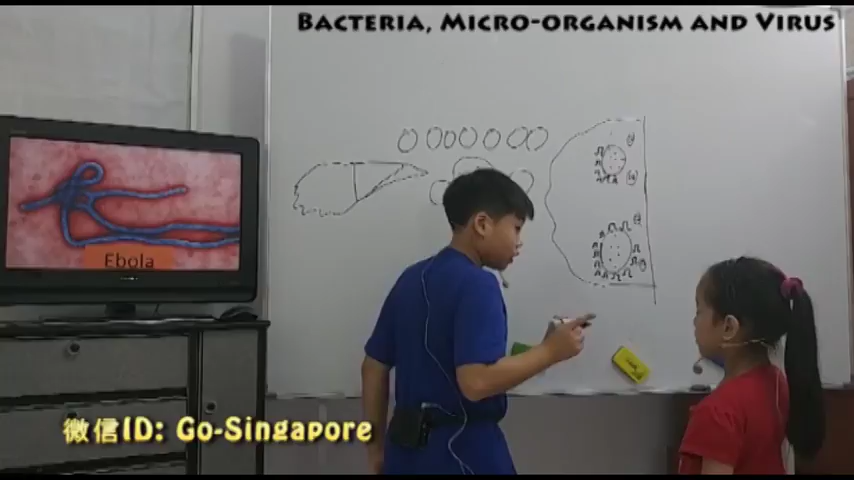 Bacteria, Micro-organism and Virus
Ebola
微信ID: Go-Singapore